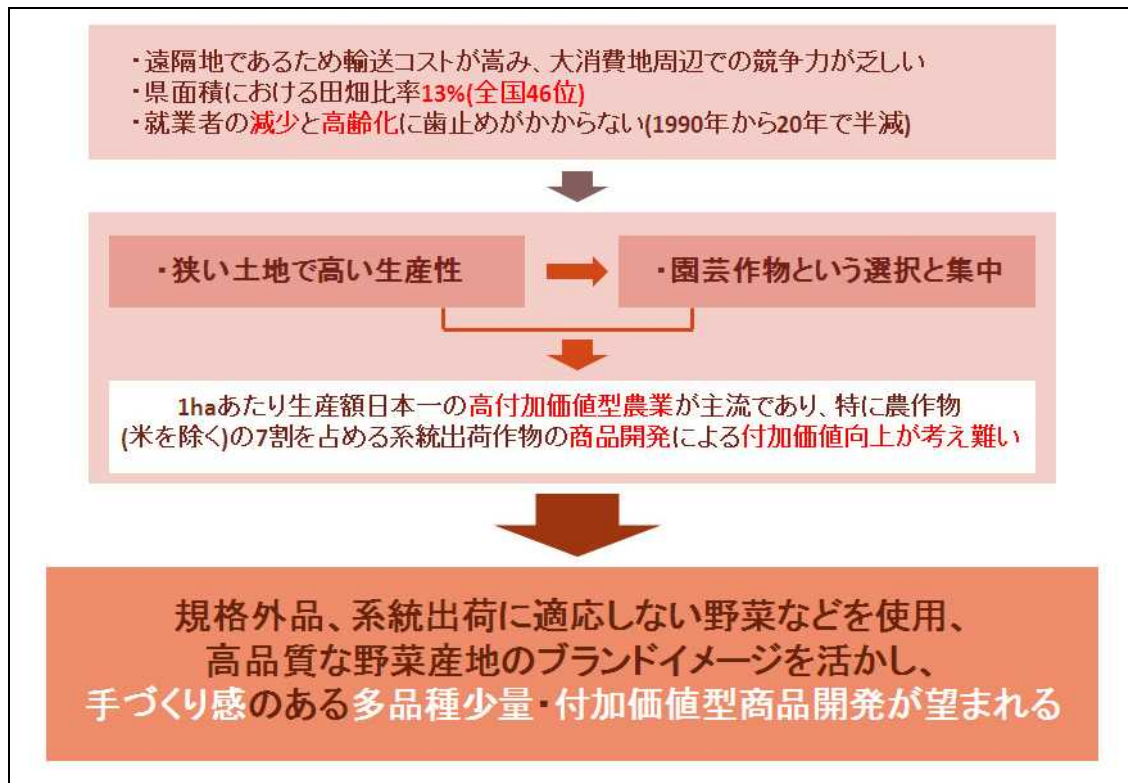 ・遠隔地であるため輸送コストが嵩み、大消費地周辺での競争力が乏しい
・県面積における田畑比率13%(全国46位)
・就業者の減少と高齢化に歯止めがかからない(1990年から20年で半減)
・狭い土地で高い生産性
・園芸作物という選択と集中
1haあたり生産額日本一の高付加価値型農業が主流であり、特に農作物
(米を除く)の7割を占める系統出荷作物の商品開発による付加価値向上が考え難い
規格外品、系統出荷に適応しない野菜などを使用、
高品質な野菜産地のブランドイメージを活かし、
手づくり感のある多品種少量・付加価値型商品開発が望まれる